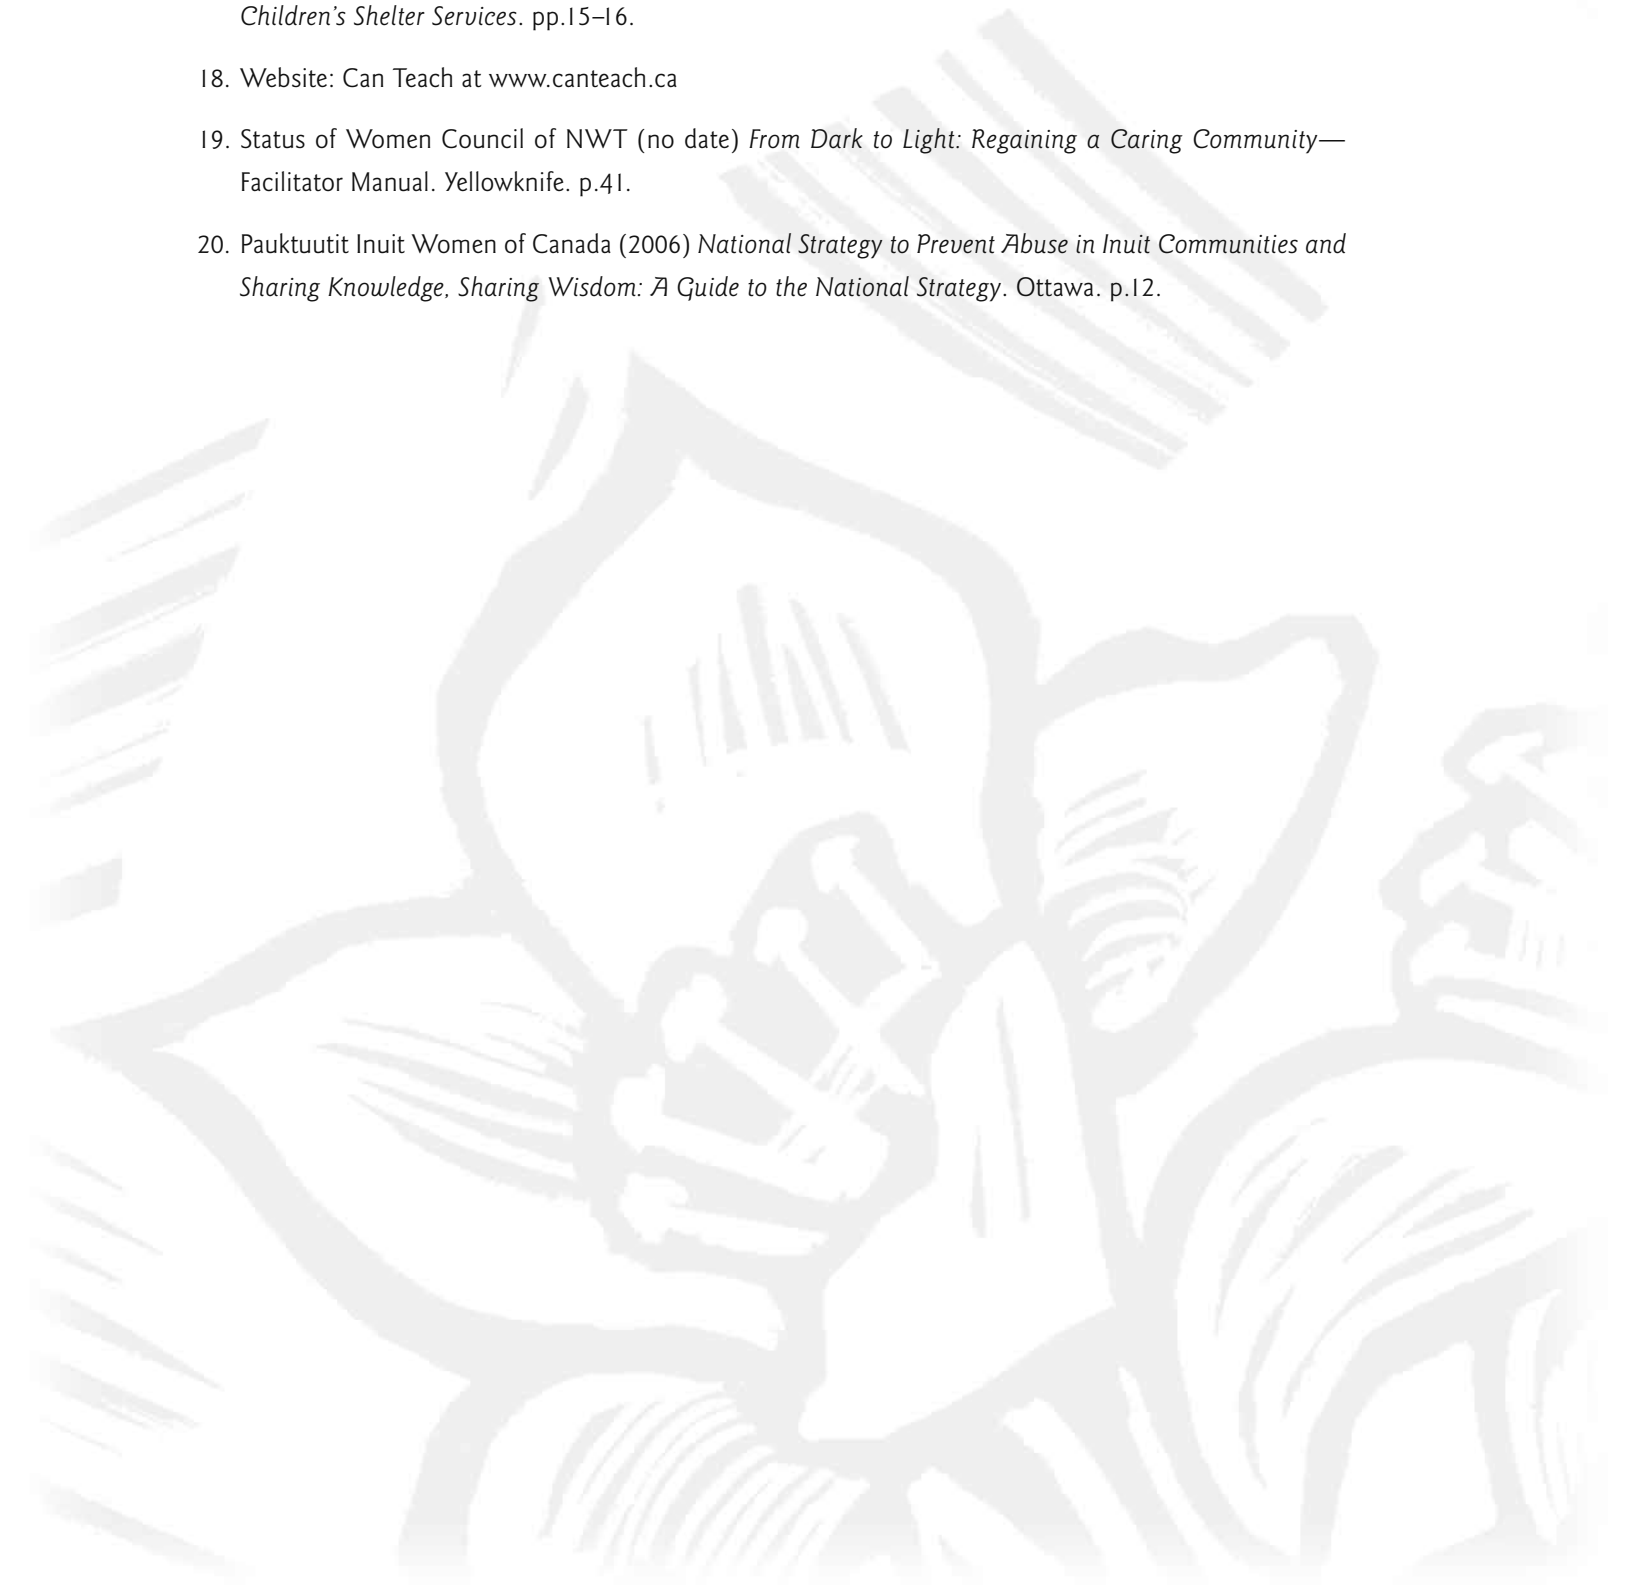 Children’s Shelter Services. pp.15–16.
18. Website: Can Teach at www.canteach.ca
19. Status of Women Council of NWT (no date) From Dark to Light: Regaining a Caring Community—
Facilitator Manual. Yellowknife. p.41.
20. Pauktuutit Inuit Women of Canada (2006) National Strategy to Prevent Abuse in Inuit Communities and
Sharing Knowledge, Sharing Wisdom: A Guide to the National Strategy. Ottawa. p.12.